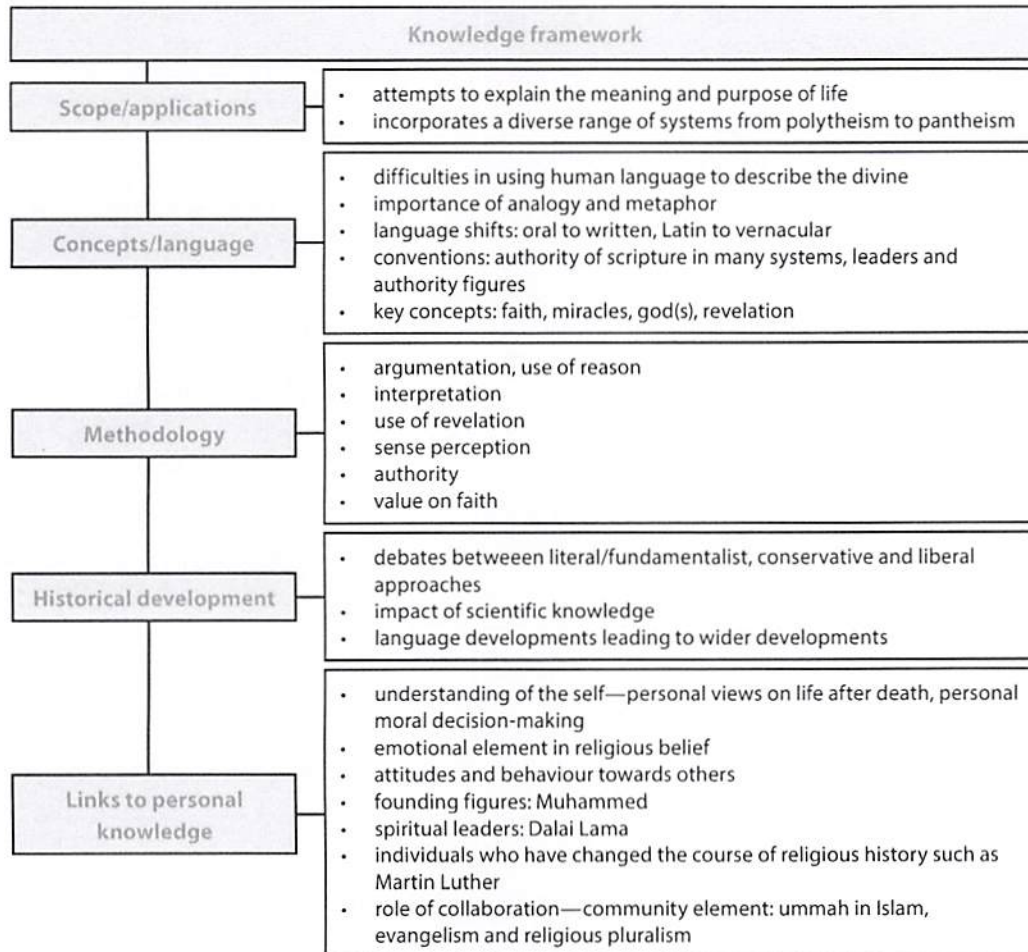 Knowledge framework
Scope/applications
• attempts to explain the meaning and purpose of life
• incorporates a diverse range of systems from polytheism to pantheism
Concepts/language
• difficulties in using human language to describe the divine
• importance of analogy and metaphor
• language shifts: oral to written, Latin to vernacular
• conventions: authority of scripture in many systems, leaders and
authority figures
• key concepts: faith, miracles, god(s), revelation
Methodology
• argumentation, use of reason
• interpretation
• use of revelation
• sense perception
• authority
• value on faith
Historical development
• debates betweeen literal/fundamentalist, conservative and liberal
approaches
• impact of scientific knowledge
• language developments leading to wider developments
Links to personal
knowledge
• understanding of the self—personal views on life after death, personal
moral decision-making
• emotional element in religious belief
• attitudes and behaviour towards others
• founding figures: Muhammed
• spiritual leaders: Dalai Lama
• individuals who have changed the course of religious history such as
Martin Luther
• role of collaboration—community element: ummah in Islam,
evangelism and religious pluralism